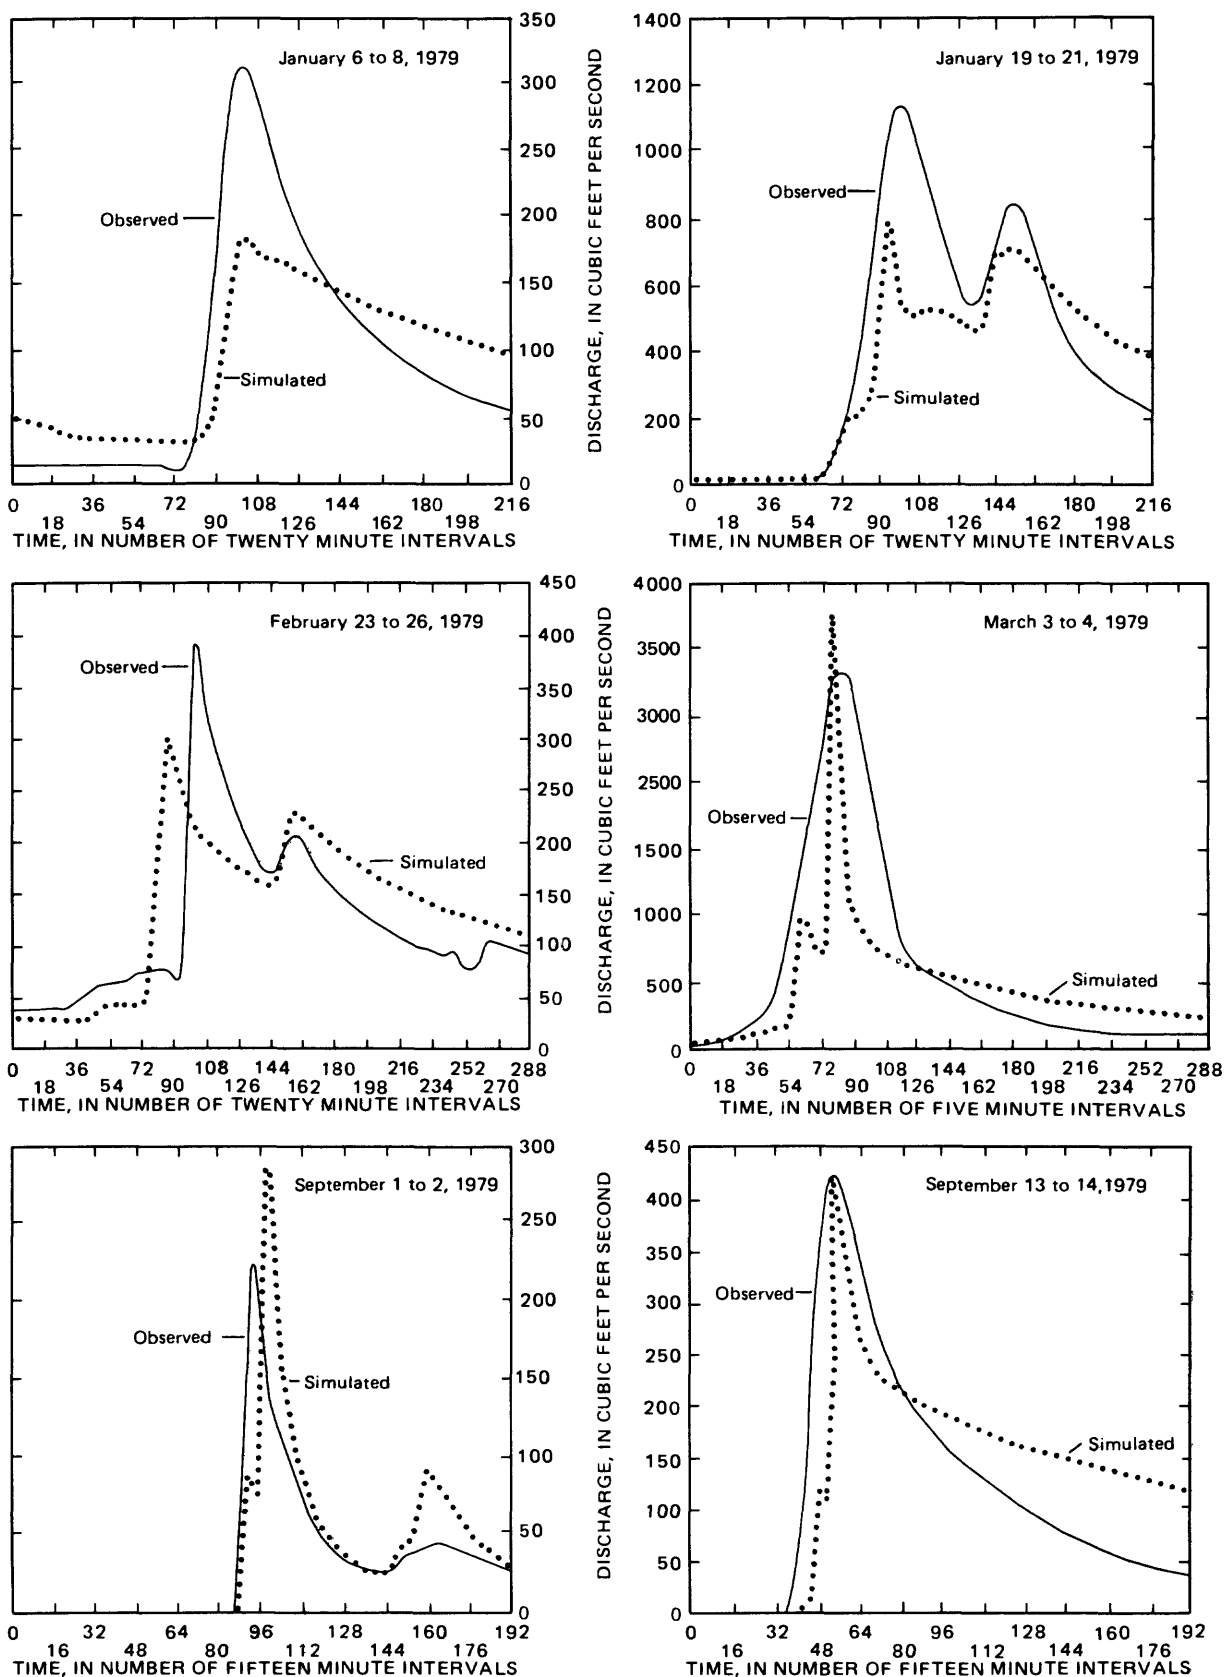 January 6 to 8, 1979
350
300
250
200
150
100
50
0
Observed
Simulated
0 36 72 108 144 180 216
18 54 90 126 162 198
TIME, IN NUMBER OF TWENTY MINUTE INTERVALS
DISCHARGE, IN CUBIC FEET PER SECOND
January 19 to 21, 1979
1400
1200
1000
800
600
400
200
0
Observed
Simulated
0 36 72 108 144 180 216
18 54 90 126 162 198
TIME, IN NUMBER OF TWENTY MINUTE INTERVALS
February 23 to 26, 1979
450
400
350
300
250
200
150
100
50
0
Observed
Simulated
0 36 72 108 144 180 216 252 288
18 54 90 126 162 198 234 270
TIME, IN NUMBER OF TWENTY MINUTE INTERVALS
DISCHARGE, IN CUBIC FEET PER SECOND
March 3 to 4, 1979
4000
3500
3000
2500
1500
1000
500
0
Observed
Simulated
0 36 72 108 144 180 216 252 288
18 54 90 126 162 198 234 270
TIME, IN NUMBER OF FIVE MINUTE INTERVALS
September 1 to 2, 1979
300
250
200
150
100
50
0
Observed
Simulated
0 32 64 96 128 160 192
16 48 80 112 144 176
TIME, IN NUMBER OF FIFTEEN MINUTE INTERVALS
DISCHARGE, IN CUBIC FEET PER SECOND
September 13 to 14,1979
450
400
350
300
250
200
150
100
50
0
Observed
Simulated
0 32 64 96 128 160 192
16 48 80 112 144 176
TIME, IN NUMBER OF FIFTEEN MINUTE INTERVALS